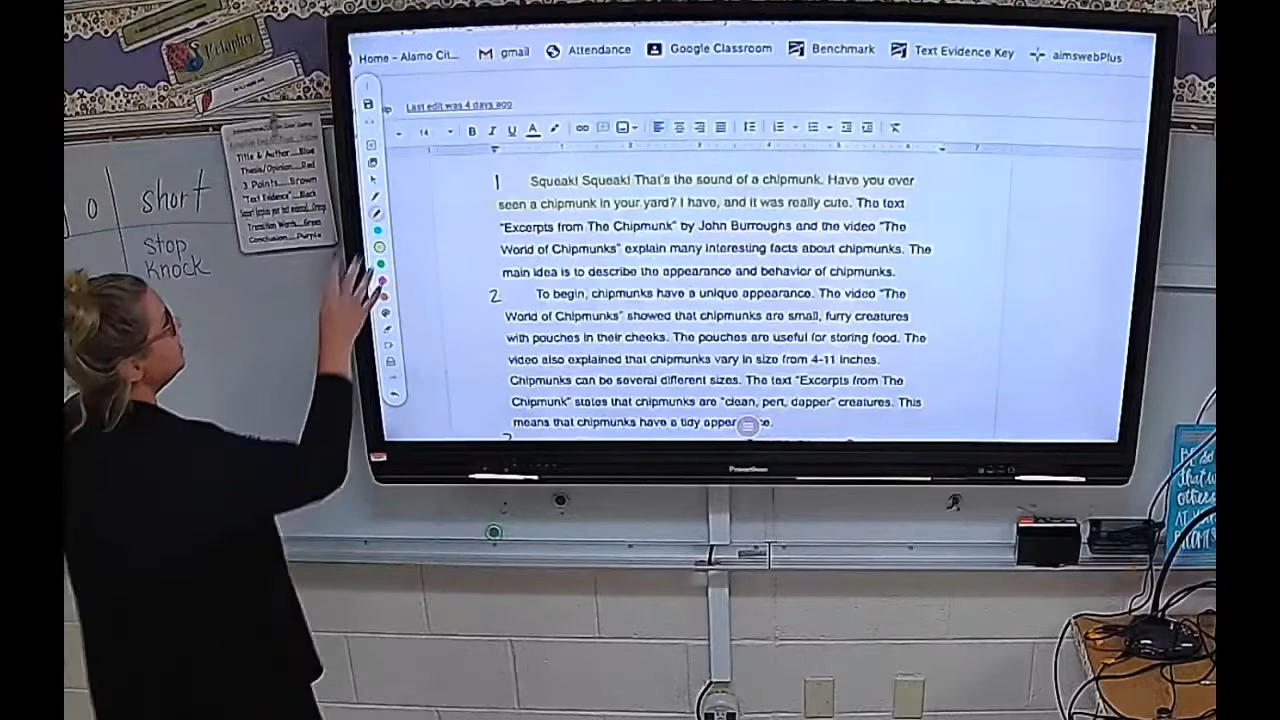 Metaphor
Home - Alamo Cit...
gmail
Attendance
Google Classroom
Benchmark
Text Evidence Key
aimswebPlus
Last edit was 4 days ago
14
B I U A
1 Squeak! Squeak! That's the sound of a chipmunk. Have you ever
seen a chipmunk in your yard? I have, and it was really cute. The text
"Excerpts from The Chipmunk" by John Burroughs and the video "The
World of Chipmunks" explain many interesting facts about chipmunks. The
main idea is to describe the appearance and behavior of chipmunks.
2 To begin, chipmunks have a unique appearance. The video "The
World of Chipmunks" showed that chipmunks are small, furry creatures
with pouches in their cheeks. The pouches are useful for storing food. The
video also explained that chipmunks vary in size from 4-11 inches.
Chipmunks can be several different sizes. The text "Excerpts from The
Chipmunk" states that chipmunks are "clean, pert, dapper" creatures. This
means that chipmunks have a tidy
Promethean
Title & Author....Blue
Thesis/Opinion...Red
3 Points.....Brown
"Text Evidence"...Black
Transition Words...Green
Conclusion...Purple
o
short
stop
knock